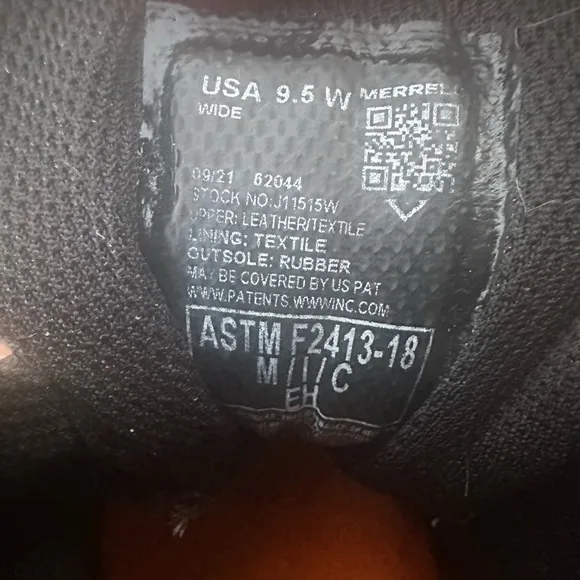 USA 9.5 W
MERRELL
WIDE
09/21 62044
STOCK NO:J11515W
UPPER: LEATHER/TEXTILE
LINING: TEXTILE
OUTSOLE: RUBBER
MAY BE COVERED BY US PAT
WWW.PATENTS.WWWINC.COM
ASTM F2413-18
M/I/C
EH